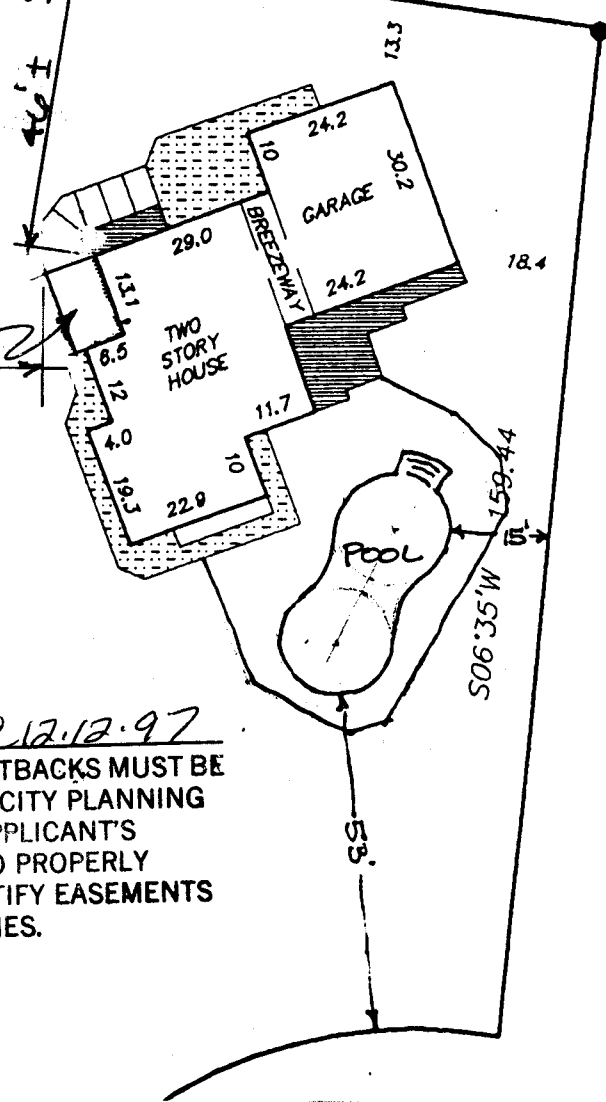 13.3
46'±
24.2
10
30.2
GARAGE
BREEZEWAY
29.0
18.4
24.2
13.1
TWO
STORY
HOUSE
6.5
12
11.7
4.0
10
19.3
22.8
159.44
15'
POOL
S06°35'W
12.12.97
TBACKS MUST BE
CITY PLANNING
PPLICANT'S
O PROPERLY
TIFY EASEMENTS
IES.
53'